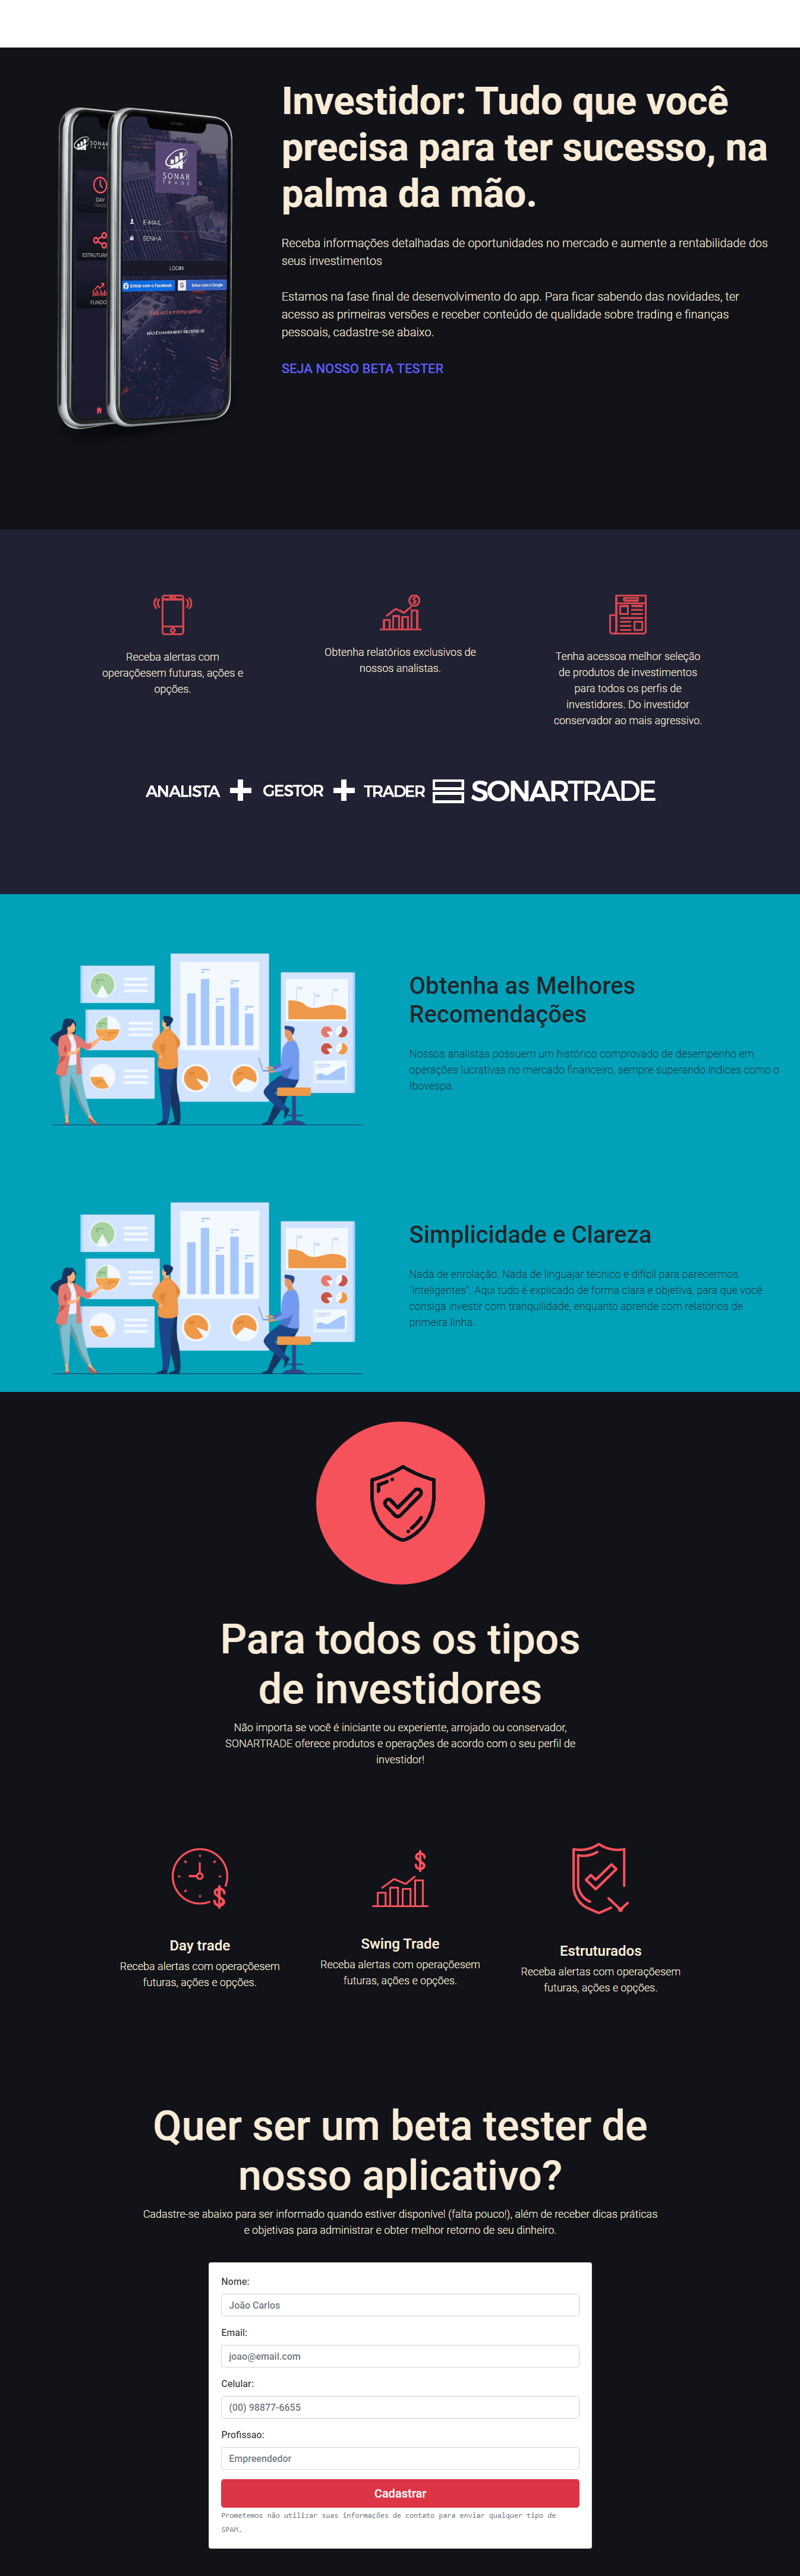 Investidor: Tudo que você
precisa para ter sucesso, na
palma da mão.
SONAR
TRADE
DAY
TRADE
FUNDO
SONAR
TRADE
E-MAIL
SENHA
LOGIN
Entrar com o Facebook
Entrar com o Google
Esqueci a minha senha!
Receba informações detalhadas de oportunidades no mercado e aumente a rentabilidade dos
seus investimentos
Estamos na fase final de desenvolvimento do app. Para ficar sabendo das novidades, ter
acesso as primeiras versões e receber conteúdo de qualidade sobre trading e finanças
pessoais, cadastre-se abaixo.
SEJA NOSSO BETA TESTER
Receba alertas com
operaçõesem futuras, ações e
opções.
Obtenha relatórios exclusivos de
nossos analistas.
Tenha acessoa melhor seleção
de produtos de investimentos
para todos os perfis de
investidores. Do investidor
conservador ao mais agressivo.
ANALISTA + GESTOR + TRADER = SONARTRADE
Obtenha as Melhores
Recomendações
Nossos analistas possuem um histórico comprovado de desempenho em
operações lucrativas no mercado financeiro, sempre superando índices como o
Ibovespa.
Simplicidade e Clareza
Nada de enrolação. Nada de linguajar técnico e difícil para parecermos
"inteligentes". Aqui tudo é explicado de forma clara e objetiva, para que você
consiga investir com tranquilidade, enquanto aprende com relatórios de
primeira linha.
Para todos os tipos
de investidores
Não importa se você é iniciante ou experiente, arrojado ou conservador,
SONARTRADE oferece produtos e operações de acordo com o seu perfil de
investidor!
Day trade
Receba alertas com operaçõesem
futuras, ações e opções.
Swing Trade
Receba alertas com operaçõesem
futuras, ações e opções.
Estruturados
Receba alertas com operaçõesem
futuras, ações e opções.
Quer ser um beta tester de
nosso aplicativo?
Cadastre-se abaixo para ser informado quando estiver disponível (falta pouco!), além de receber dicas práticas
e objetivas para administrar e obter melhor retorno de seu dinheiro.
Nome:
João Carlos
Email:
joao@email.com
Celular:
(00) 98877-6655
Profissao:
Empreendedor
Cadastrar
Prometemos não utilizar suas informações de contato para enviar qualquer tipo de
SPAM.